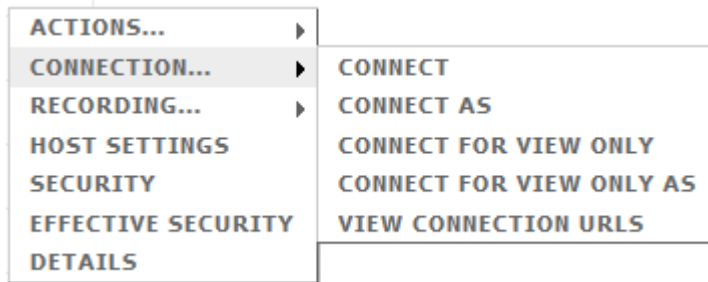 ACTIONS...
CONNECTION...
RECORDING...
HOST SETTINGS
SECURITY
EFFECTIVE SECURITY
DETAILS
CONNECT
CONNECT AS
CONNECT FOR VIEW ONLY
CONNECT FOR VIEW ONLY AS
VIEW CONNECTION URLS